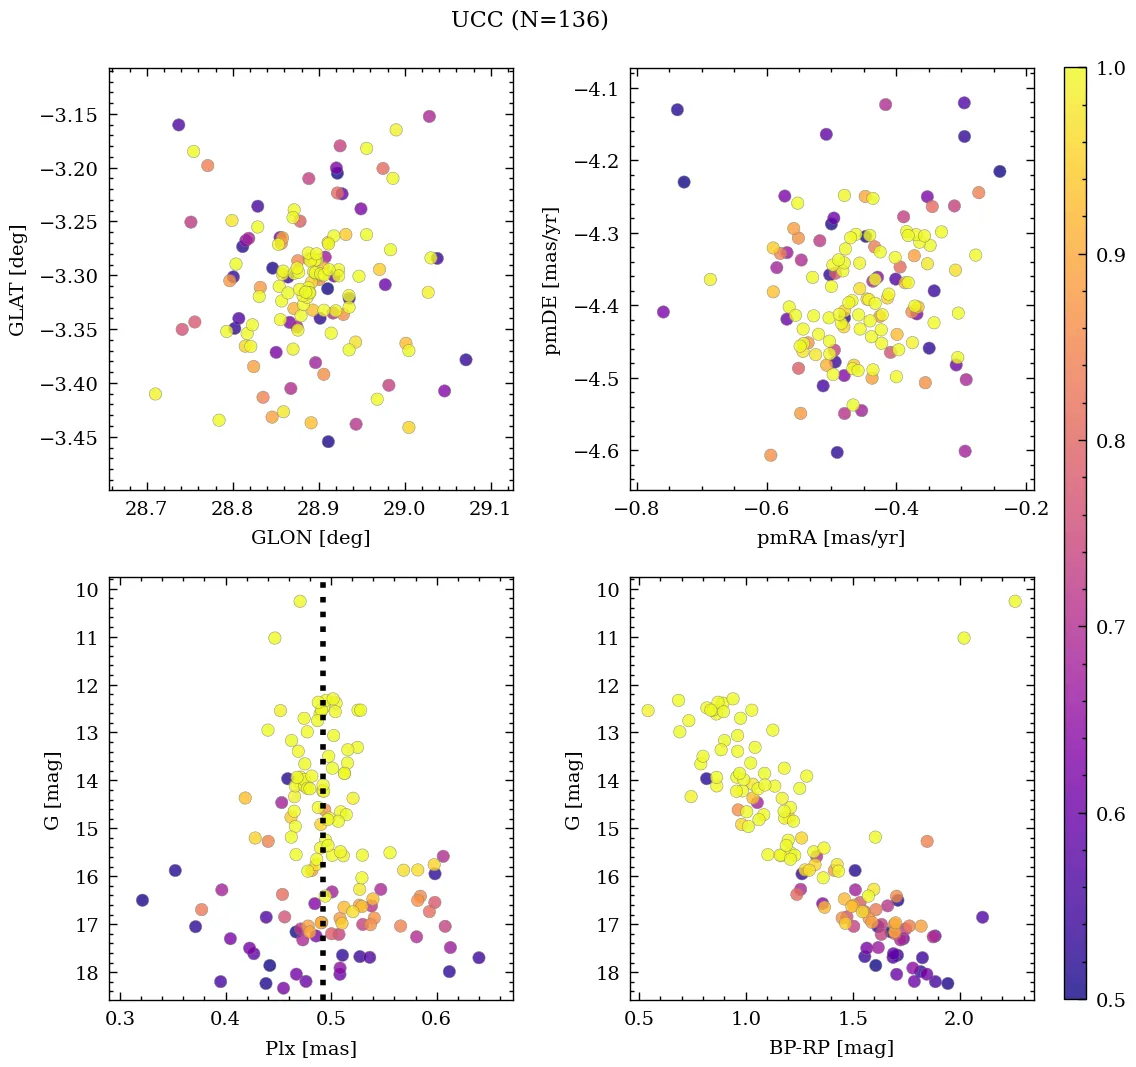 UCC (N=136)
−3.15
−3.20
−3.25
−3.30
−3.35
−3.40
−3.45
GLAT [deg]
28.7 28.8 28.9 29.0 29.1
GLON [deg]
−4.1
−4.2
−4.3
−4.4
−4.5
−4.6
pmDE [mas/yr]
−0.8 −0.6 −0.4 −0.2
pmRA [mas/yr]
10
11
12
13
14
15
16
17
18
G [mag]
0.3 0.4 0.5 0.6
Plx [mas]
10
11
12
13
14
15
16
17
18
G [mag]
0.5 1.0 1.5 2.0
BP-RP [mag]
1.0
0.9
0.8
0.7
0.6
0.5